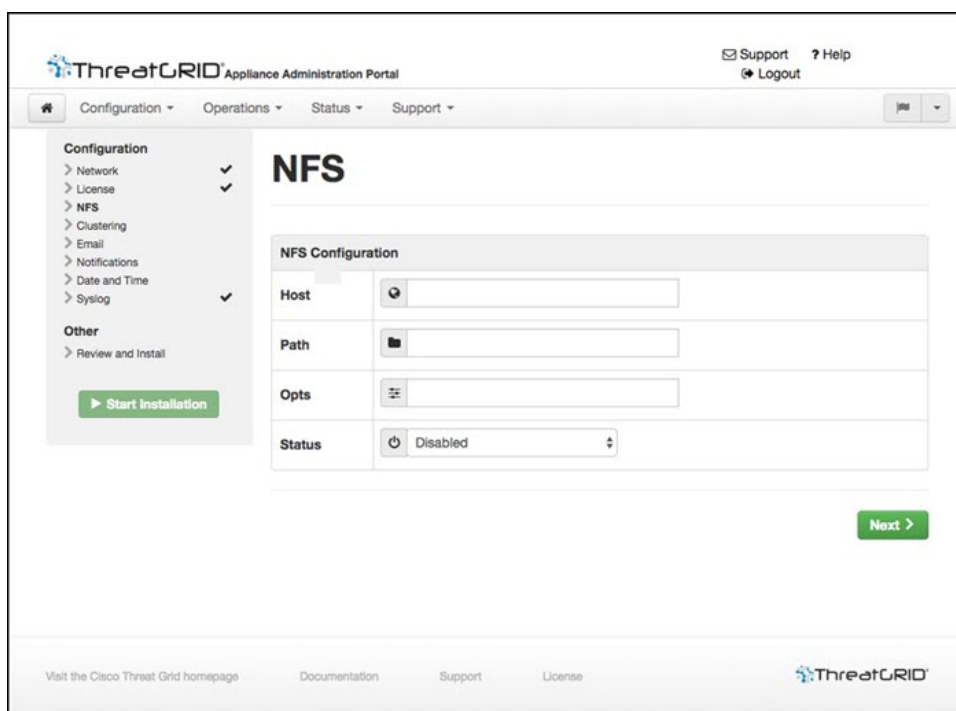 ThreatGRID® Appliance Administration Portal
Support ? Help
Logout
Configuration Operations Status Support
Configuration
Network
License
NFS
Clustering
Email
Notifications
Date and Time
Syslog
Other
Review and Install
Start Installation
NFS
NFS Configuration
Host
Path
Opts
Status Disabled
Next
Visit the Cisco Threat Grid homepage Documentation Support License
ThreatGRID®